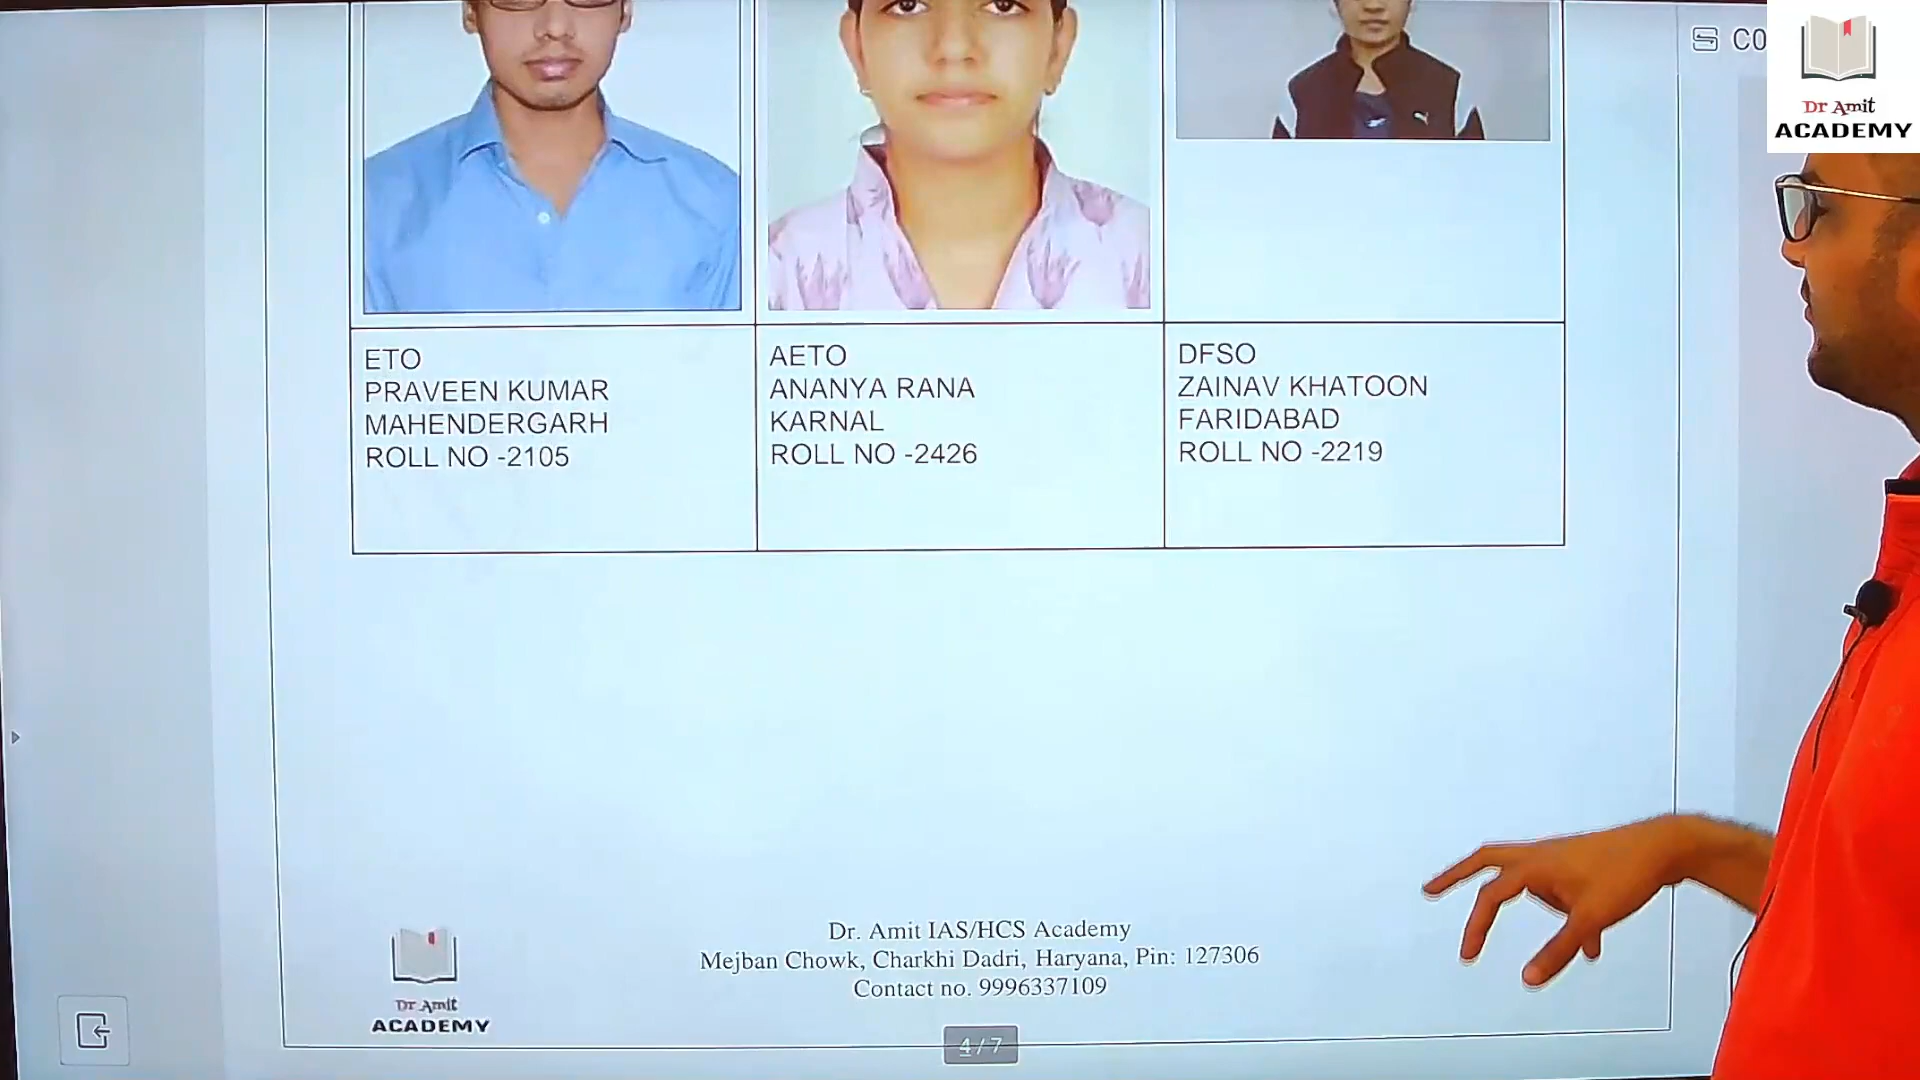 CO
Dr Amit
ACADEMY
ETO
PRAVEEN KUMAR
MAHENDERGARH
ROLL NO -2105
AETO
ANANYA RANA
KARNAL
ROLL NO -2426
DFSO
ZAINAV KHATOON
FARIDABAD
ROLL NO -2219
Dr. Amit IAS/HCS Academy
Mejban Chowk, Charkhi Dadri, Haryana, Pin: 127306
Contact no. 9996337109
Dr Amit
ACADEMY
4/7